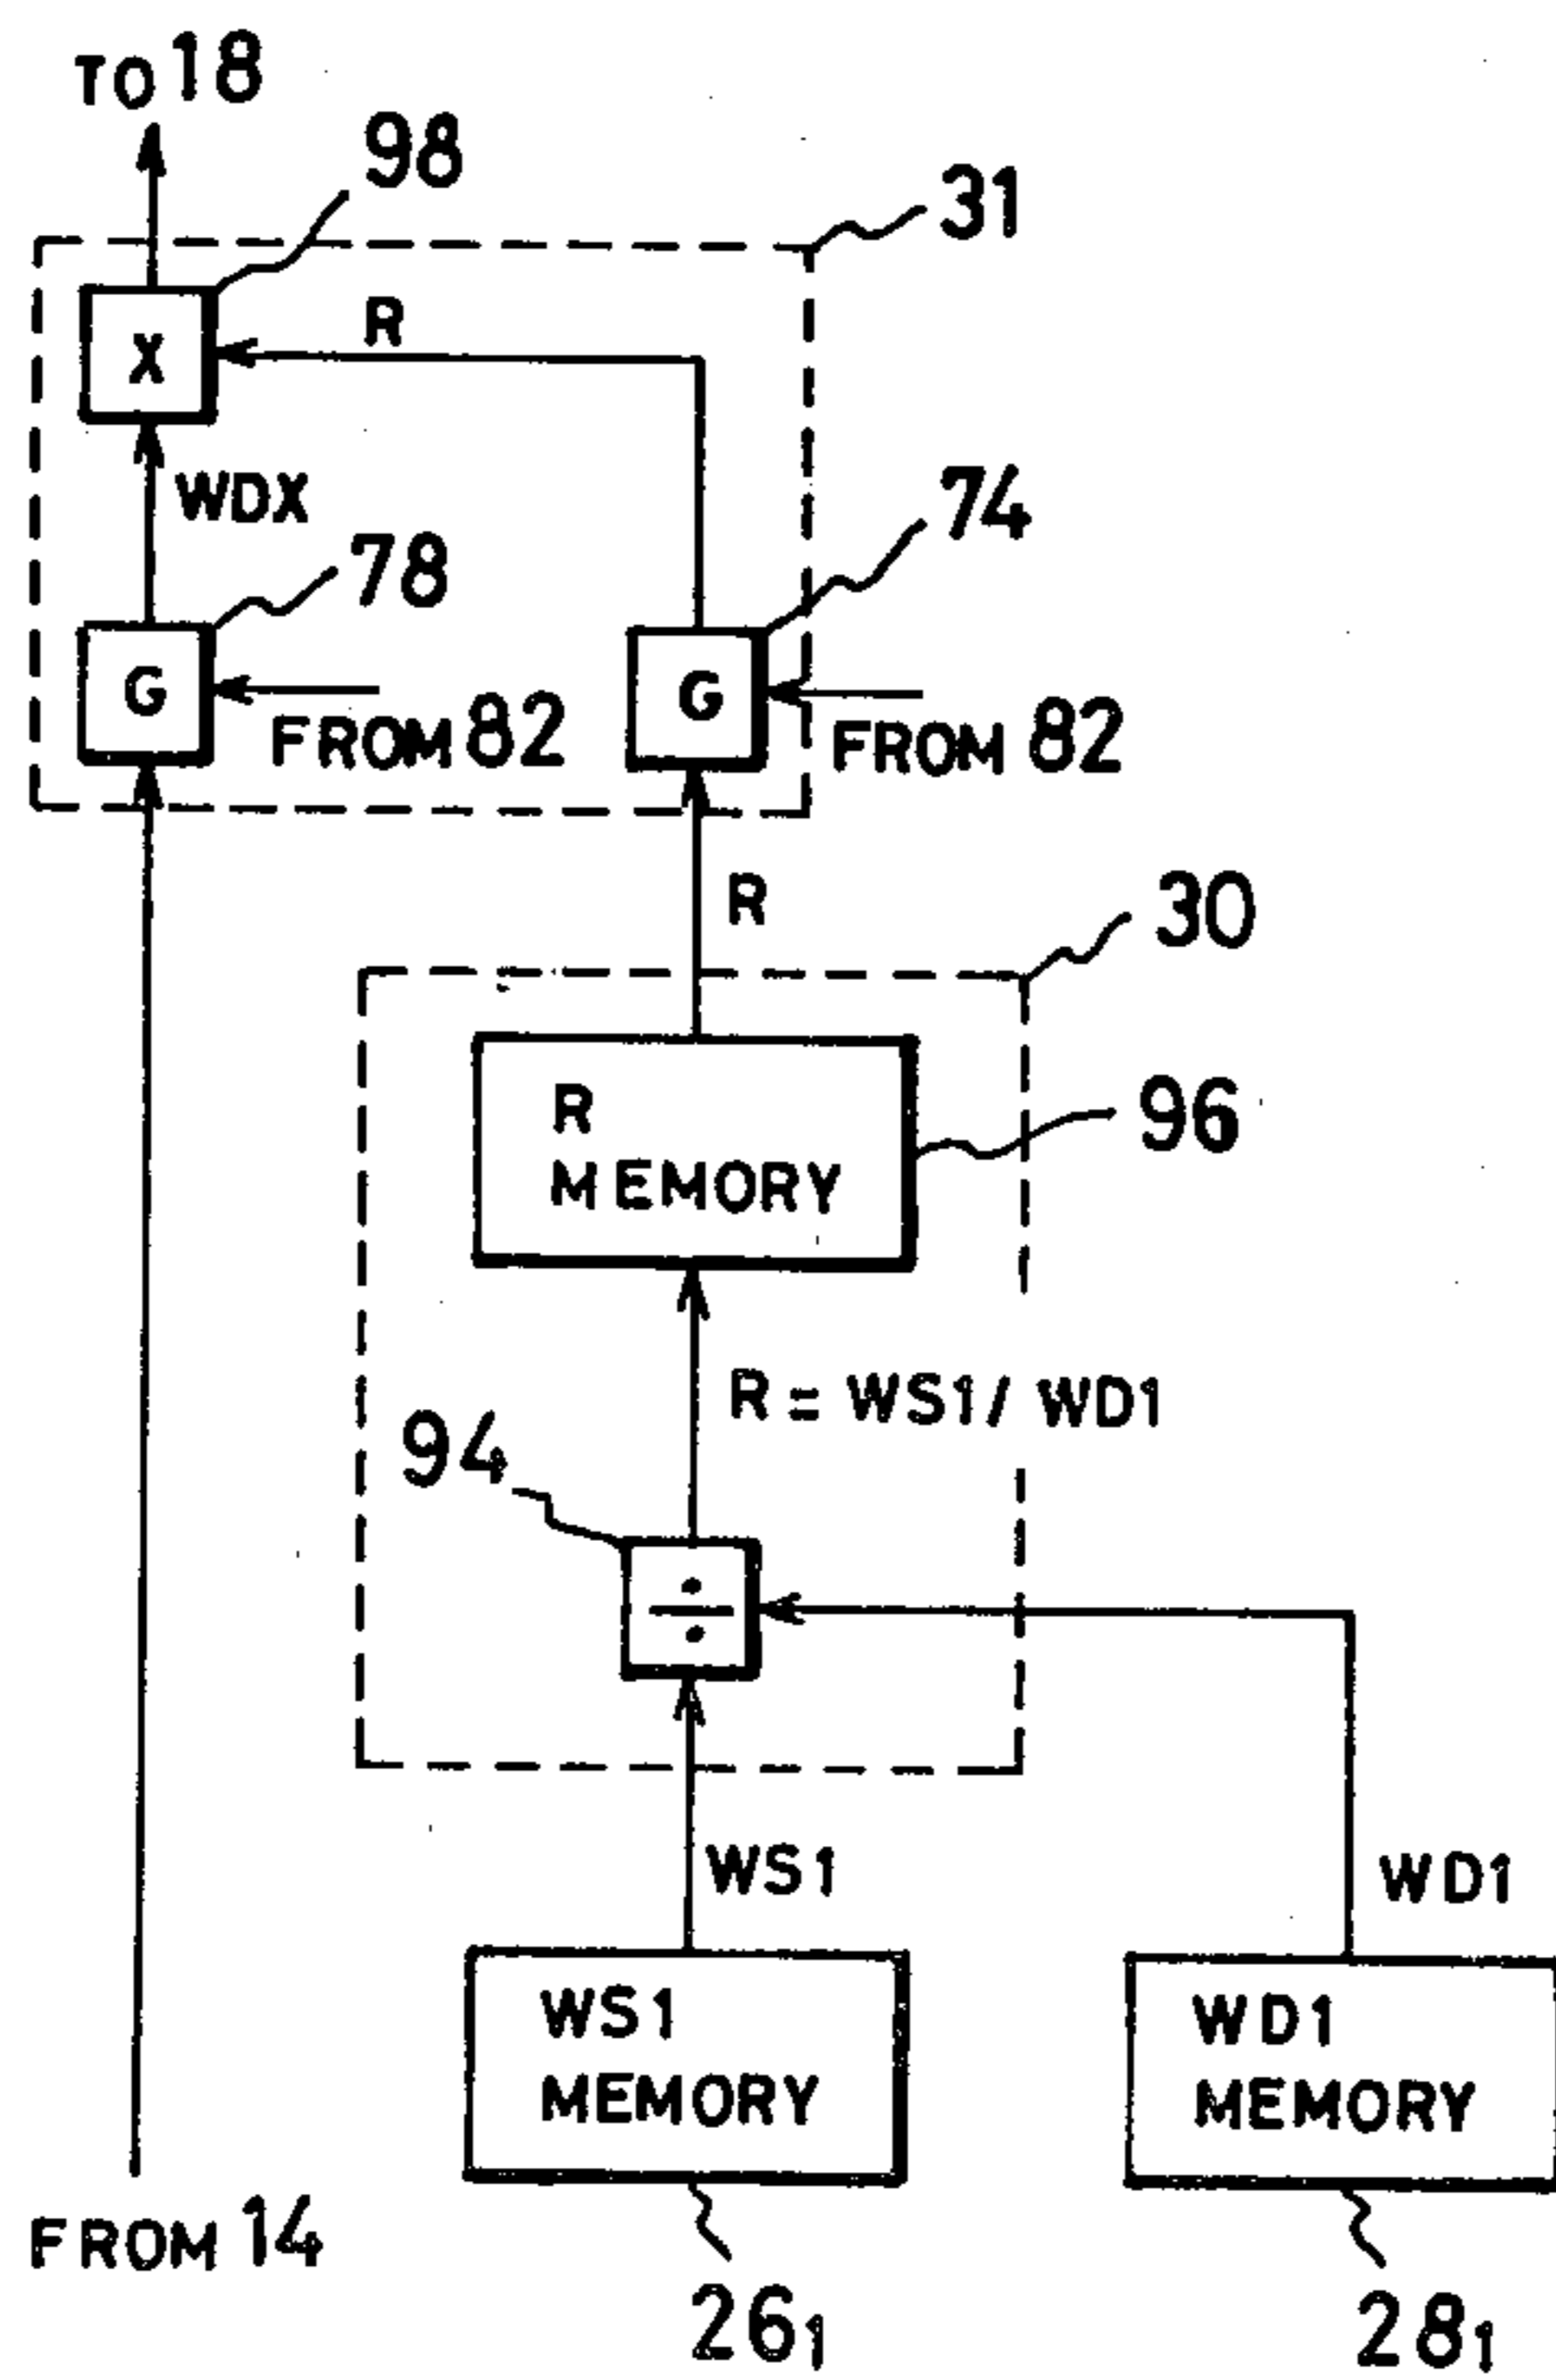 TO 18
98
31
X
R
WDX
74
78
G
G
FROM 82
FROM 82
R
30
R
MEMORY
96
R = WS1 / WD1
94
÷
WS1
WD1
WS1
MEMORY
WD1
MEMORY
FROM 14
26₁
28₁